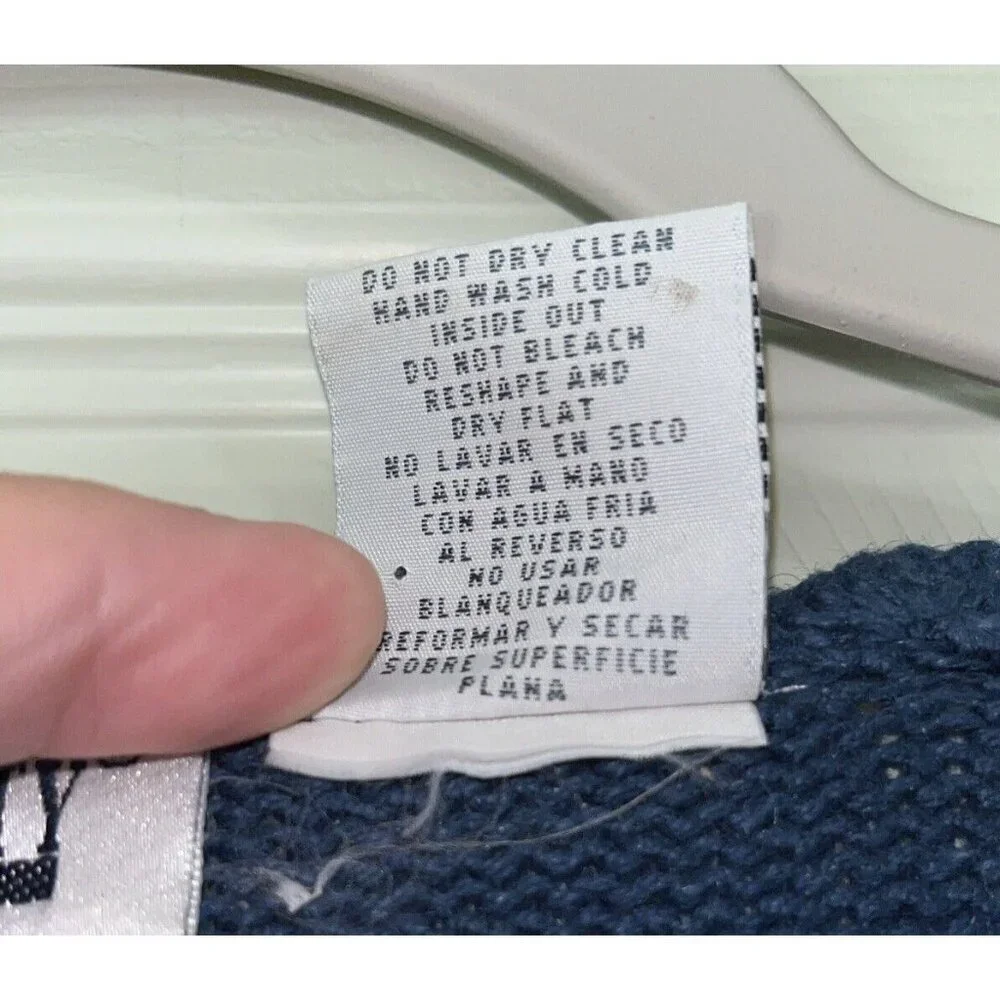 DO NOT DRY CLEAN
HAND WASH COLD
INSIDE OUT
DO NOT BLEACH
RESHAPE AND
DRY FLAT
NO LAVAR EN SECO
LAVAR A MANO
CON AGUA FRIA
AL REVERSO
NO USAR
BLANQUEADOR
REFORMAR Y SECAR
SOBRE SUPERFICIE
PLANA